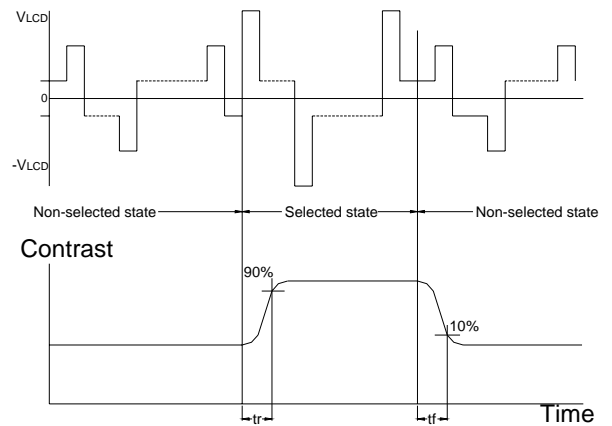 VLCD
0
-VLCD
Non-selected state
Selected state
Non-selected state
Contrast
90%
10%
tr
tf
Time